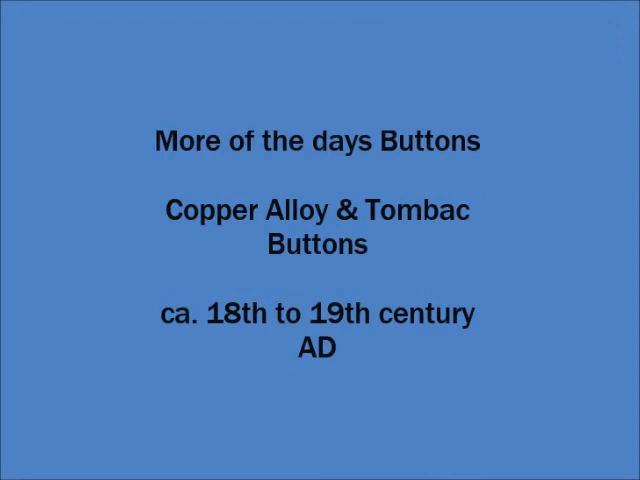 More of the days Buttons
Copper Alloy & Tombac
Buttons
ca. 18th to 19th century
AD